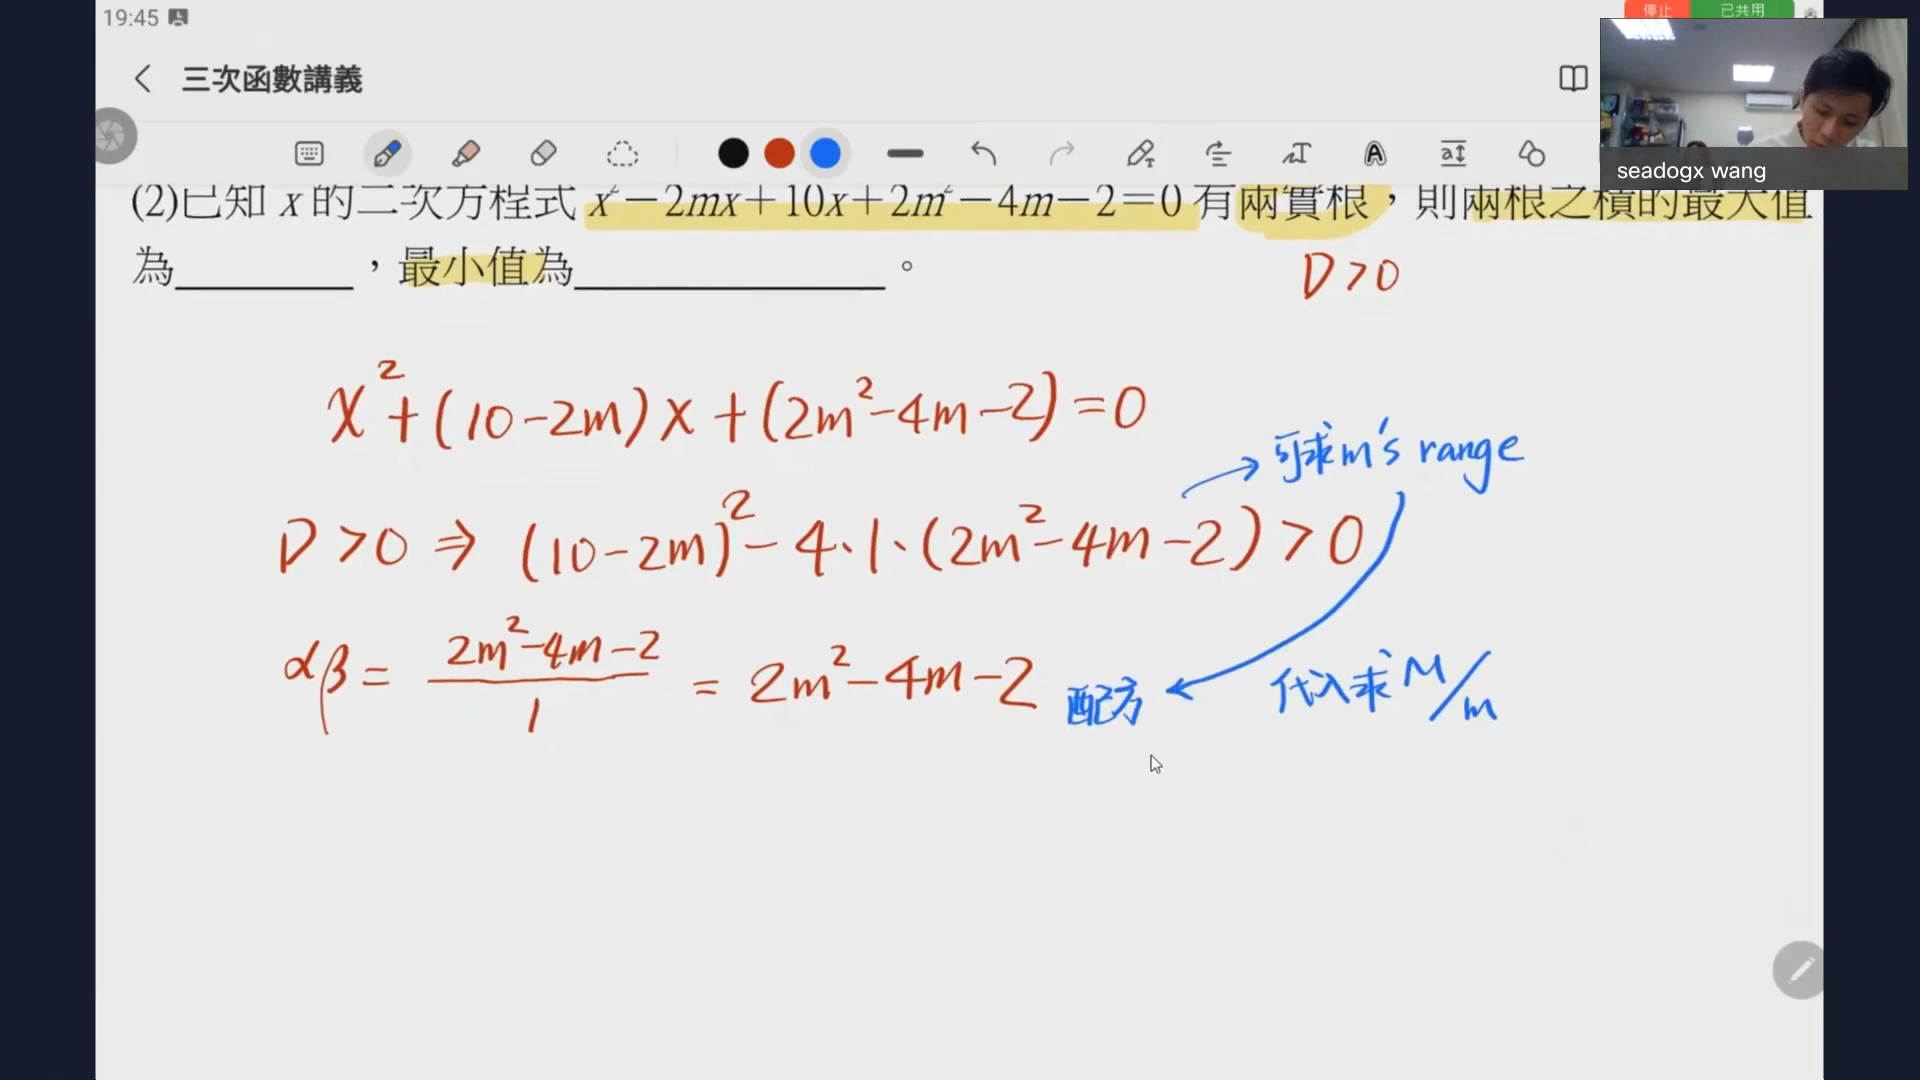 19:45
停止 已共用
三次函數講義
seadogx wang
(2)已知 x 的二次方程式 x²－2mx＋10x＋2m²－4m－2＝0 有兩實根，則兩根之積的最大值
為________，最小值為______________。
D>0
x²+(10-2m)x+(2m²-4m-2)=0
→可求m's range
D>0 ⇒ (10-2m)²-4·1·(2m²-4m-2)>0
αβ = \frac{2m²-4m-2}{1} = 2m²-4m-2 配方 代入求M/m